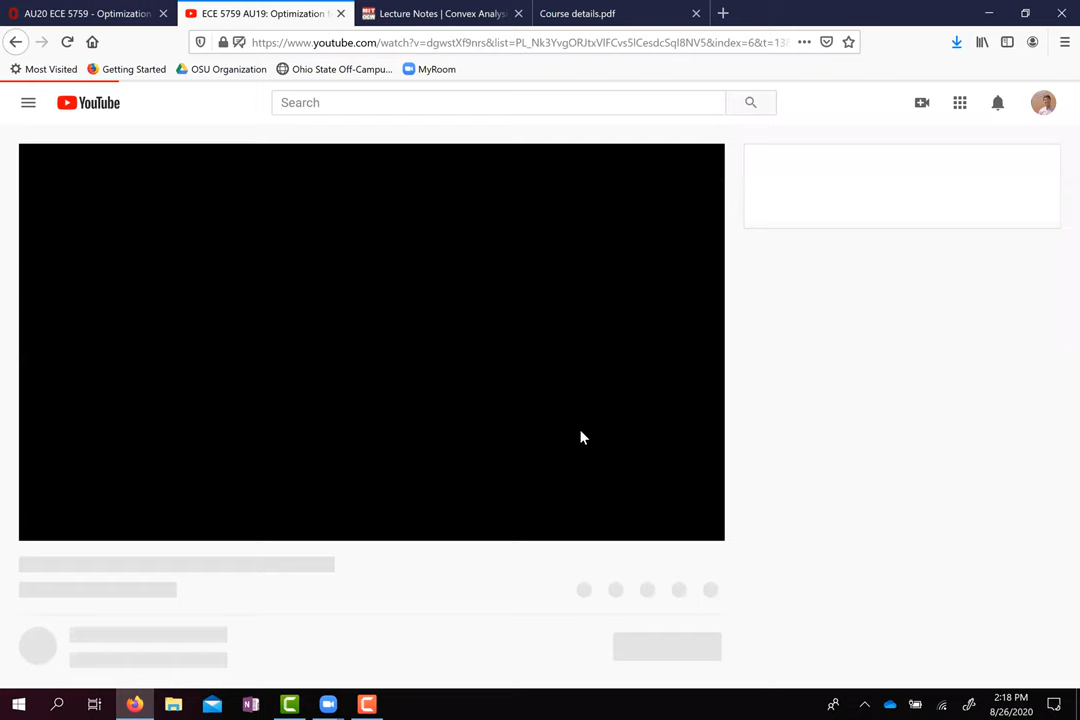 AU20 ECE 5759 - Optimization
ECE 5759 AU19: Optimization f
Lecture Notes | Convex Analysi
Course details.pdf
https://www.youtube.com/watch?v=dgwstXf9nrs&list=PL_Nk3YvgORJtxVlFCvs5lCesdcSqI8NV5&index=6&t=13
Most Visited
Getting Started
OSU Organization
Ohio State Off-Campu...
MyRoom
YouTube
Search
2:18 PM
8/26/2020